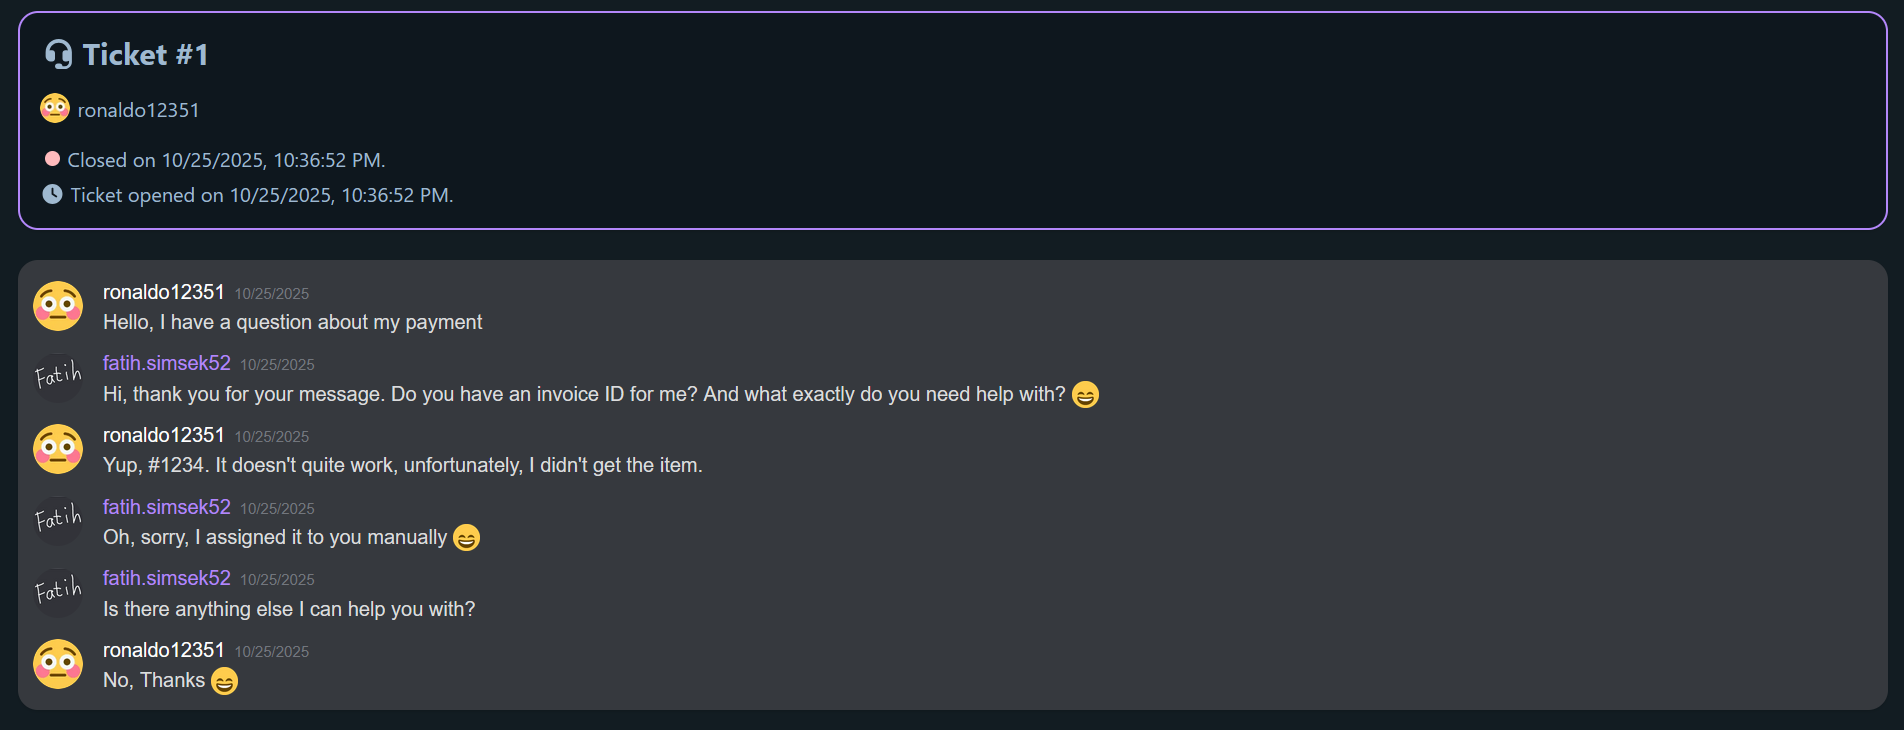 Ticket #1
ronaldo12351
Closed on 10/25/2025, 10:36:52 PM.
Ticket opened on 10/25/2025, 10:36:52 PM.
ronaldo12351 10/25/2025
Hello, I have a question about my payment
Fatih
fatih.simsek52 10/25/2025
Hi, thank you for your message. Do you have an invoice ID for me? And what exactly do you need help with? 😄
ronaldo12351 10/25/2025
Yup, #1234. It doesn't quite work, unfortunately, I didn't get the item.
Fatih
fatih.simsek52 10/25/2025
Oh, sorry, I assigned it to you manually 😄
Fatih
fatih.simsek52 10/25/2025
Is there anything else I can help you with?
ronaldo12351 10/25/2025
No, Thanks 😄